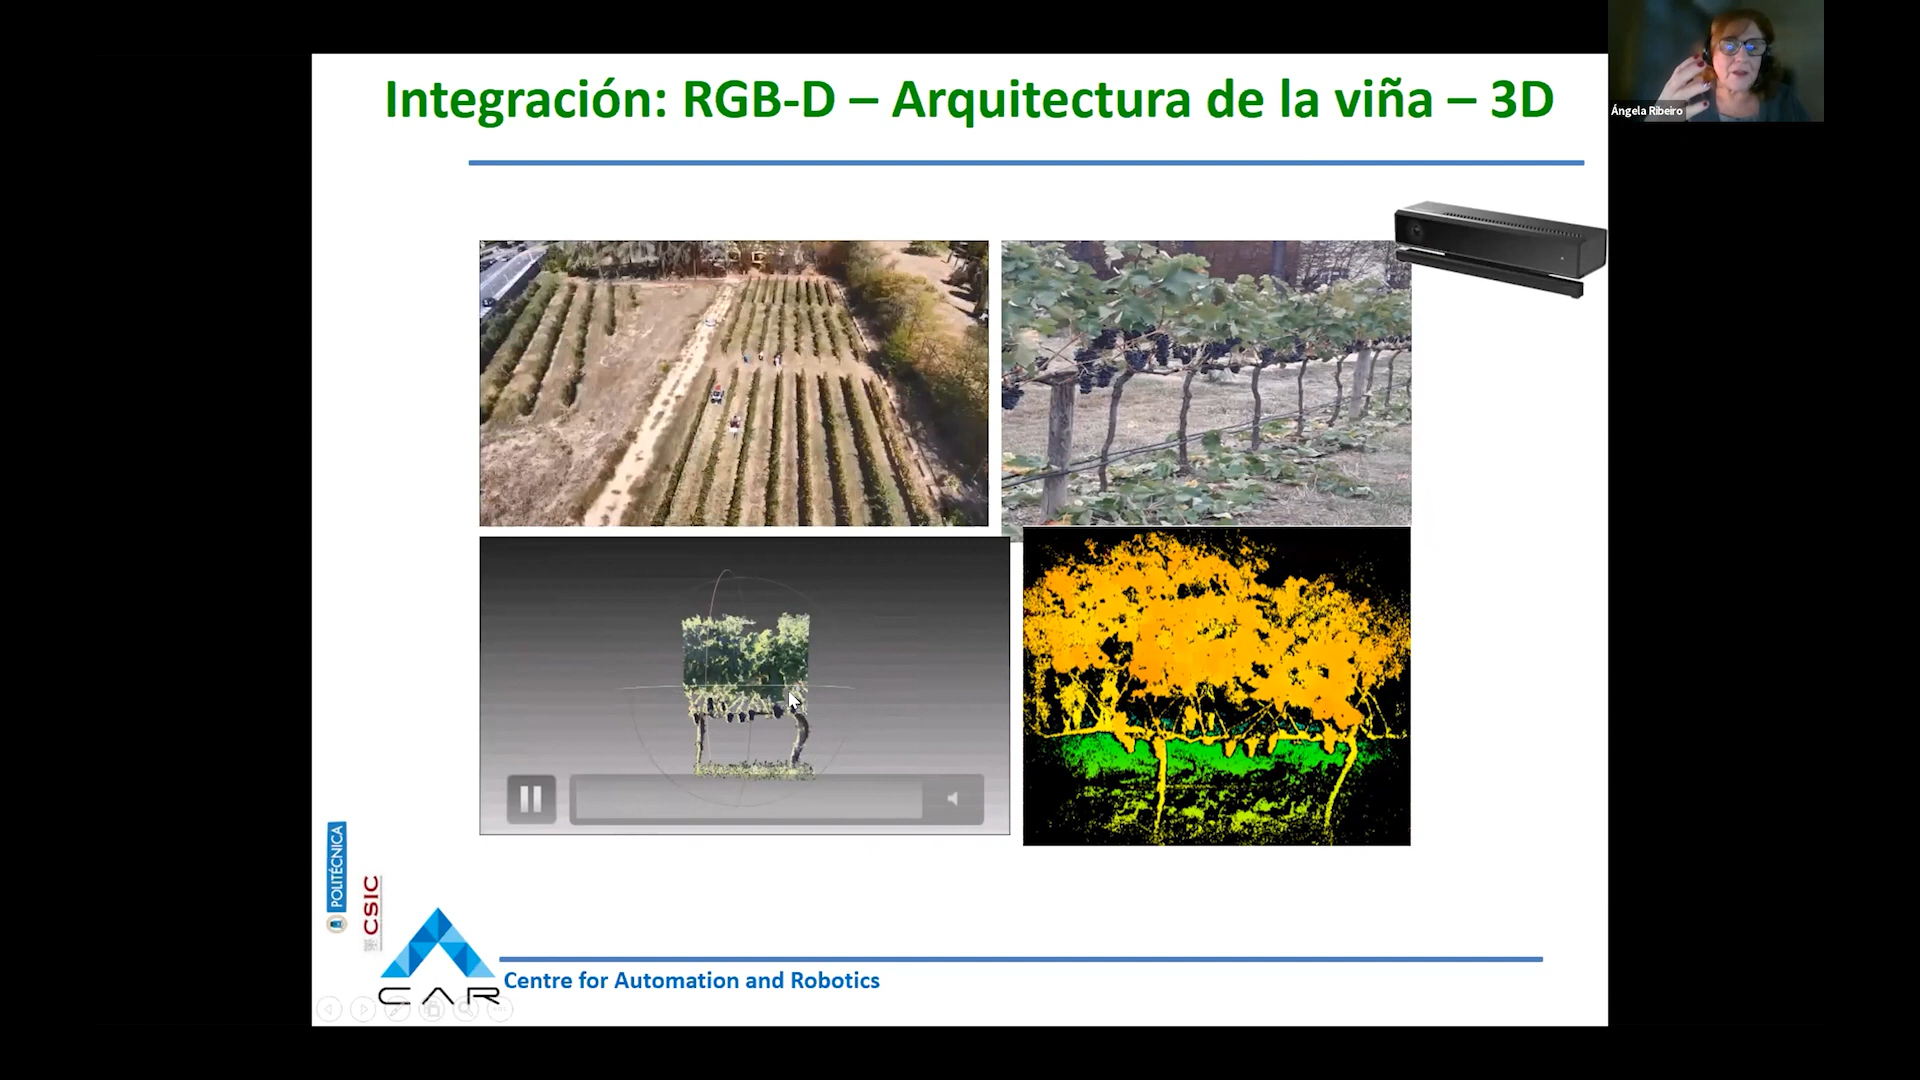 Integración: RGB-D – Arquitectura de la viña – 3D
Ángela Ribeiro
POLITÉCNICA
CSIC
CAR
Centre for Automation and Robotics